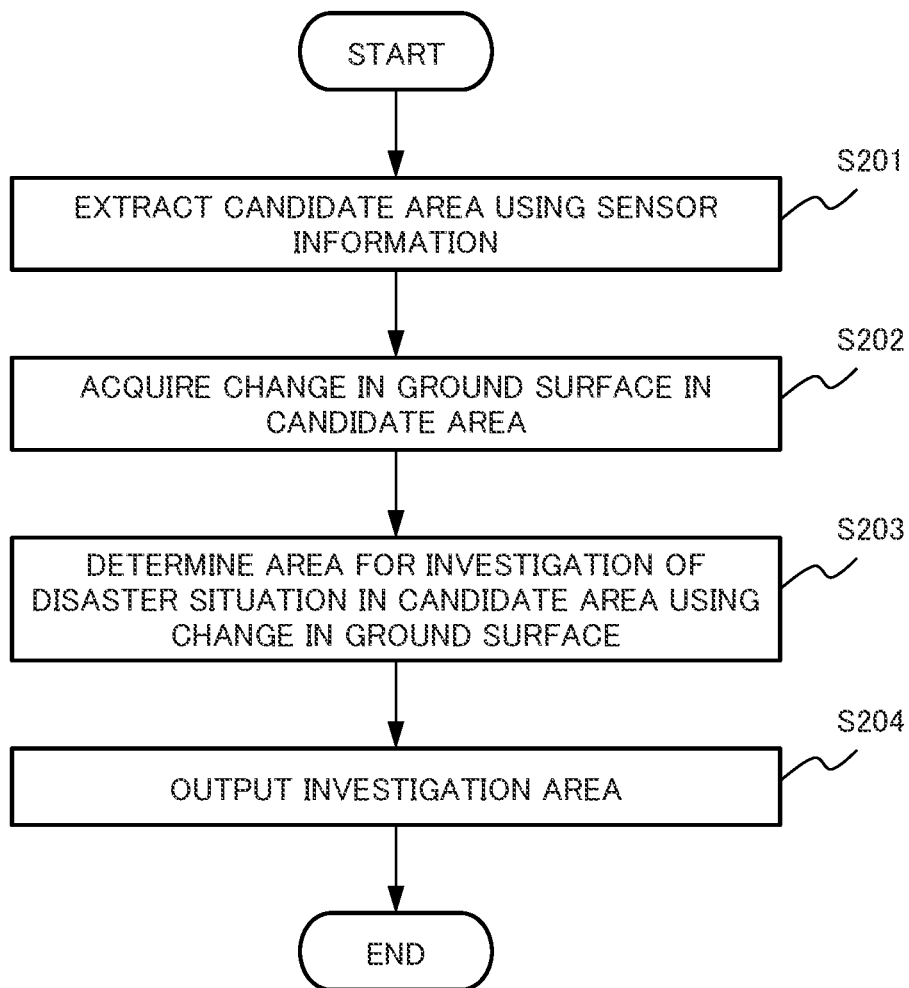 START
S201
EXTRACT CANDIDATE AREA USING SENSOR
INFORMATION
S202
ACQUIRE CHANGE IN GROUND SURFACE IN
CANDIDATE AREA
S203
DETERMINE AREA FOR INVESTIGATION OF
DISASTER SITUATION IN CANDIDATE AREA USING
CHANGE IN GROUND SURFACE
S204
OUTPUT INVESTIGATION AREA
END